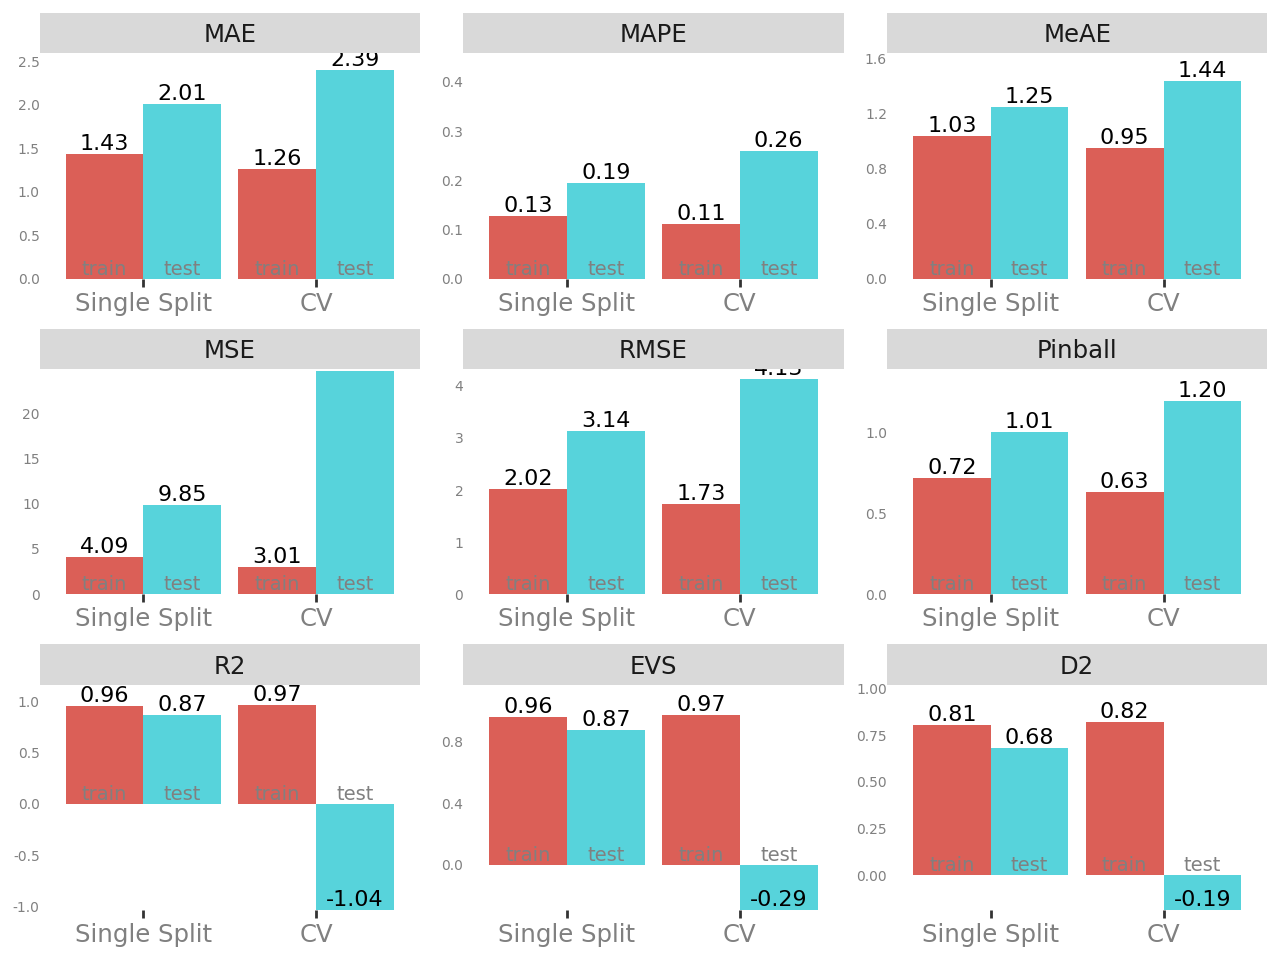 MAE
MAPE
MeAE
2.5
2.0
1.5
1.0
0.5
0.0
1.43
2.01
1.26
2.39
train
test
train
test
Single Split
CV
0.4
0.3
0.2
0.1
0.0
0.13
0.19
0.11
0.26
train
test
train
test
Single Split
CV
1.6
1.2
0.8
0.4
0.0
1.03
1.25
0.95
1.44
train
test
train
test
Single Split
CV
MSE
RMSE
Pinball
20
15
10
5
0
4.09
9.85
3.01
train
test
train
test
Single Split
CV
4
3
2
1
0
2.02
3.14
1.73
train
test
train
test
Single Split
CV
1.0
0.5
0.0
0.72
1.01
0.63
1.20
train
test
train
test
Single Split
CV
R2
EVS
D2
1.0
0.5
0.0
-0.5
-1.0
0.96
0.87
0.97
-1.04
train
test
train
test
Single Split
CV
0.8
0.4
0.0
0.96
0.87
0.97
-0.29
train
test
train
test
Single Split
CV
1.00
0.75
0.50
0.25
0.00
0.81
0.68
0.82
-0.19
train
test
train
test
Single Split
CV